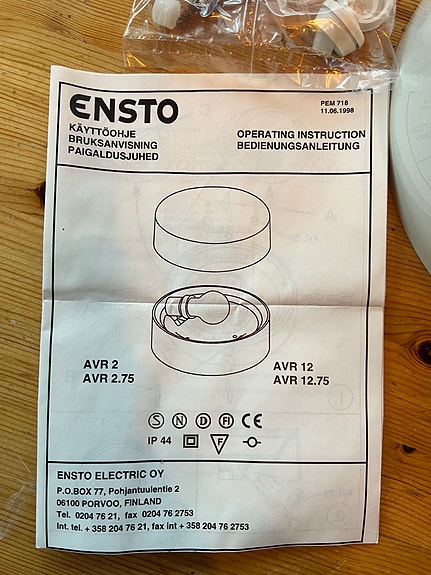 ENSTO
PEM 718
11.06.1998
KÄYTTÖOHJE
BRUKSANVISNING
PAIGALDUSJUHED
OPERATING INSTRUCTION
BEDIENUNGSANLEITUNG
AVR 2
AVR 2.75
AVR 12
AVR 12.75
S N D FI CE
IP 44 F
ENSTO ELECTRIC OY
P.O.BOX 77, Pohjantuulentie 2
06100 PORVOO, FINLAND
Tel. 0204 76 21, fax 0204 76 2753
Int. tel. + 358 204 76 21, fax int + 358 204 76 2753